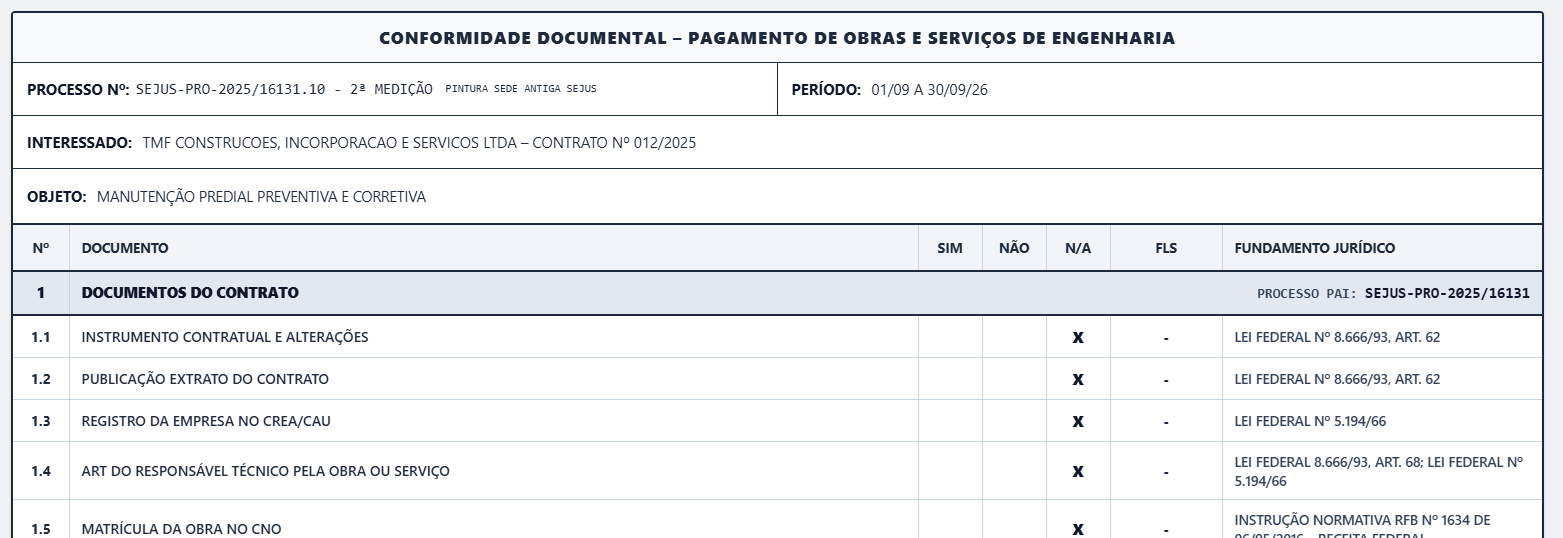 CONFORMIDADE DOCUMENTAL – PAGAMENTO DE OBRAS E SERVIÇOS DE ENGENHARIA
PROCESSO Nº: SEJUS-PRO-2025/16131.10 - 2ª MEDIÇÃO PINTURA SEDE ANTIGA SEJUS
PERÍODO: 01/09 A 30/09/26
INTERESSADO: TMF CONSTRUCOES, INCORPORACAO E SERVICOS LTDA – CONTRATO Nº 012/2025
OBJETO: MANUTENÇÃO PREDIAL PREVENTIVA E CORRETIVA
Nº DOCUMENTO SIM NÃO N/A FLS FUNDAMENTO JURÍDICO
1 DOCUMENTOS DO CONTRATO PROCESSO PAI: SEJUS-PRO-2025/16131
1.1 INSTRUMENTO CONTRATUAL E ALTERAÇÕES X - LEI FEDERAL Nº 8.666/93, ART. 62
1.2 PUBLICAÇÃO EXTRATO DO CONTRATO X - LEI FEDERAL Nº 8.666/93, ART. 62
1.3 REGISTRO DA EMPRESA NO CREA/CAU X - LEI FEDERAL Nº 5.194/66
1.4 ART DO RESPONSÁVEL TÉCNICO PELA OBRA OU SERVIÇO X - LEI FEDERAL 8.666/93, ART. 68; LEI FEDERAL Nº
5.194/66
1.5 MATRÍCULA DA OBRA NO CNO X - INSTRUÇÃO NORMATIVA RFB Nº 1634 DE